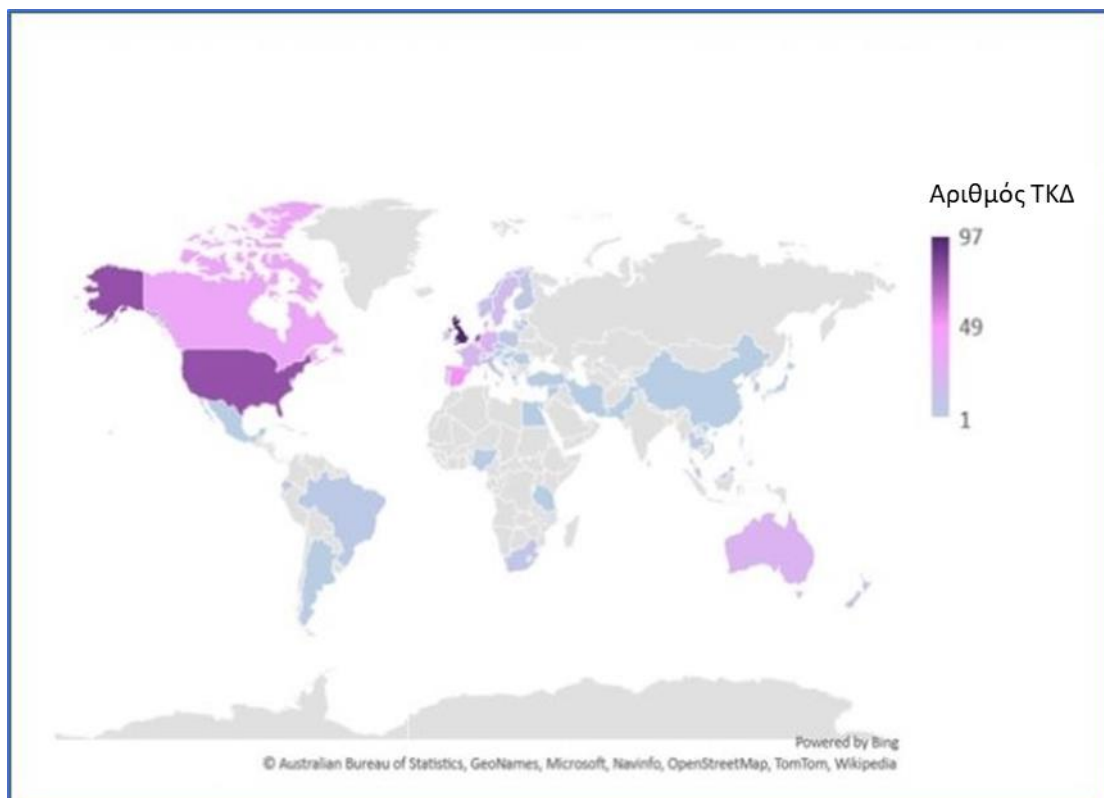 Αριθμός ΤΚΔ
97
49
1
Powered by Bing
© Australian Bureau of Statistics, GeoNames, Microsoft, Navinfo, OpenStreetMap, TomTom, Wikipedia